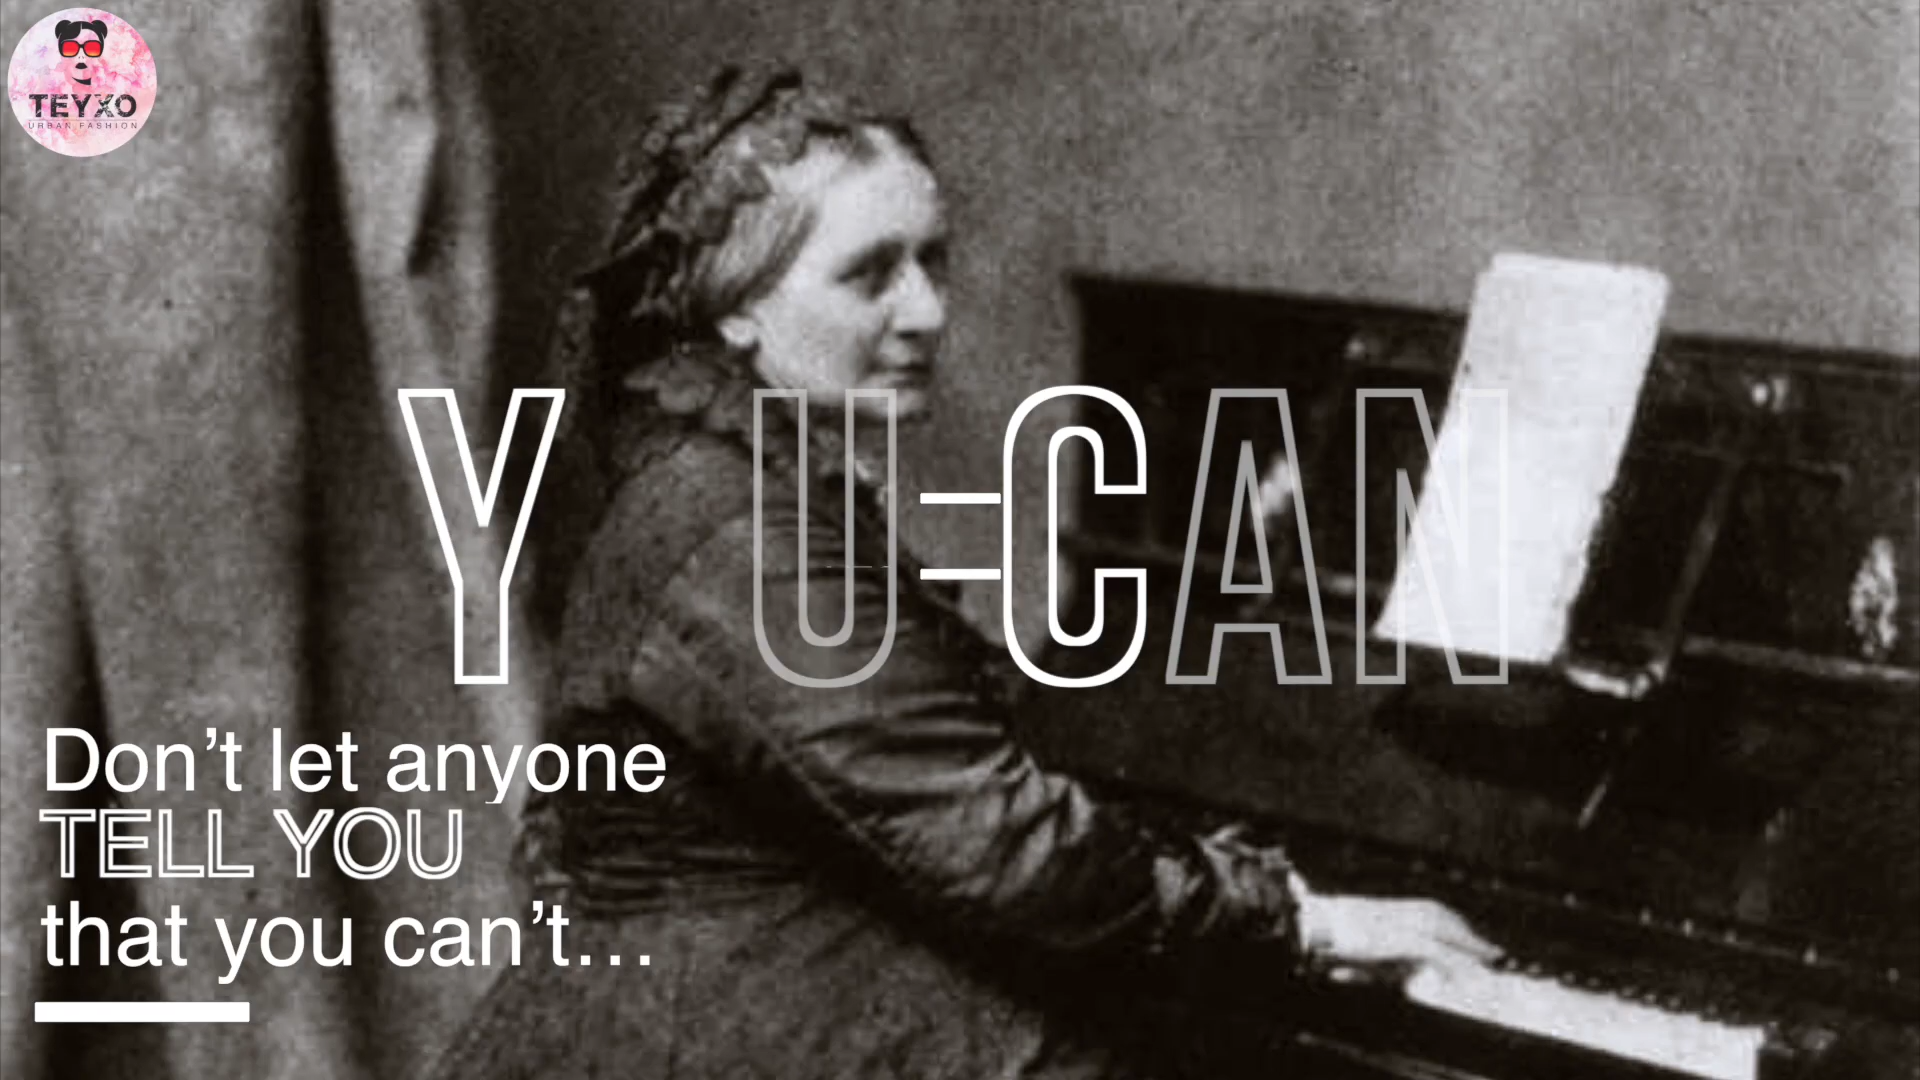 TEYXO
URBAN FASHION
Y U=CAN
Don’t let anyone
TELL YOU
that you can’t...